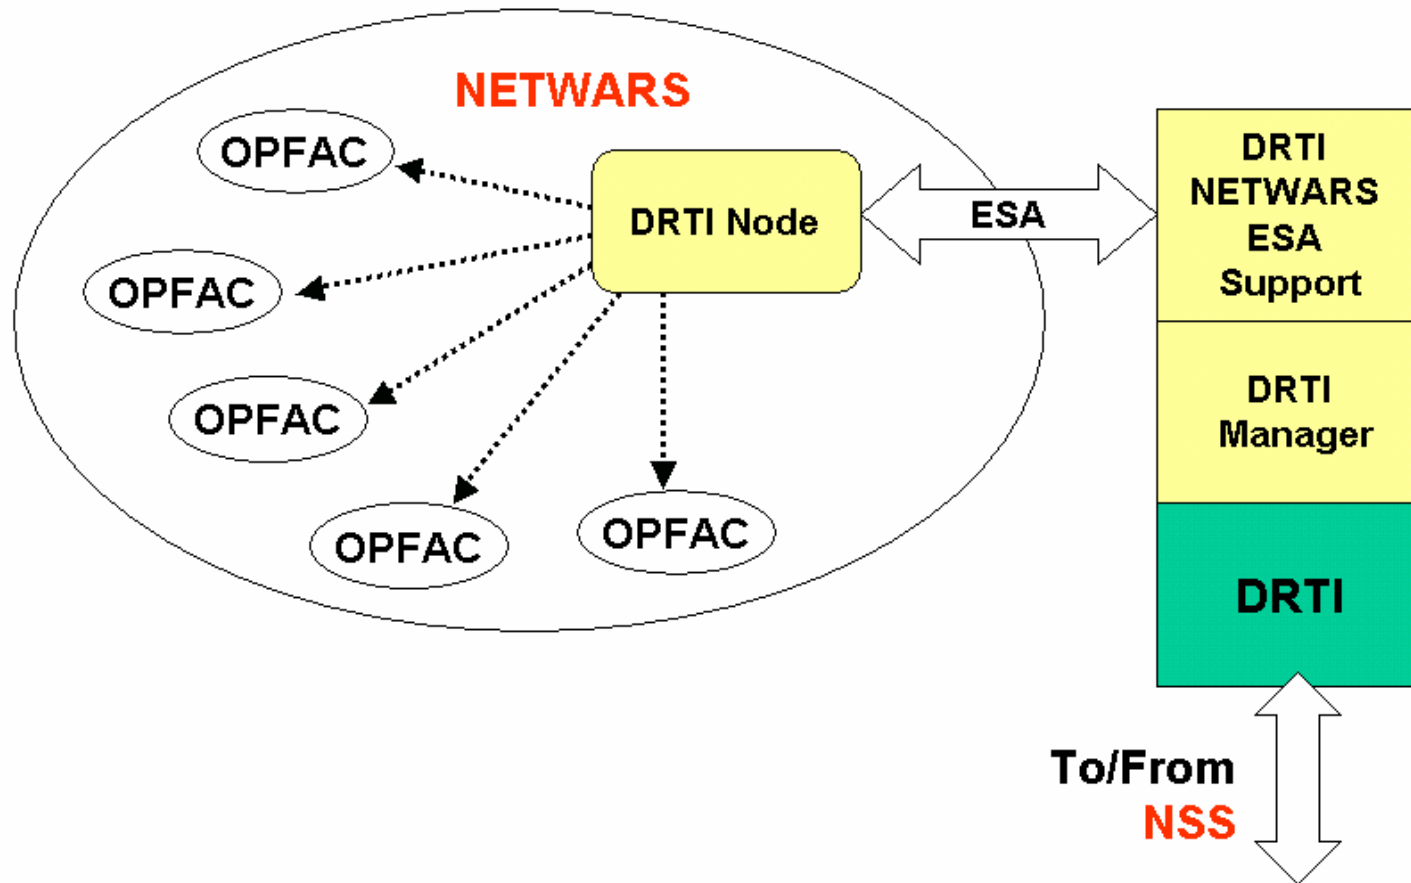 NETWARS
OPFAC
OPFAC
OPFAC
OPFAC
OPFAC
DRTI Node
ESA
DRTI
NETWARS
ESA
Support
DRTI
Manager
DRTI
To/From
NSS